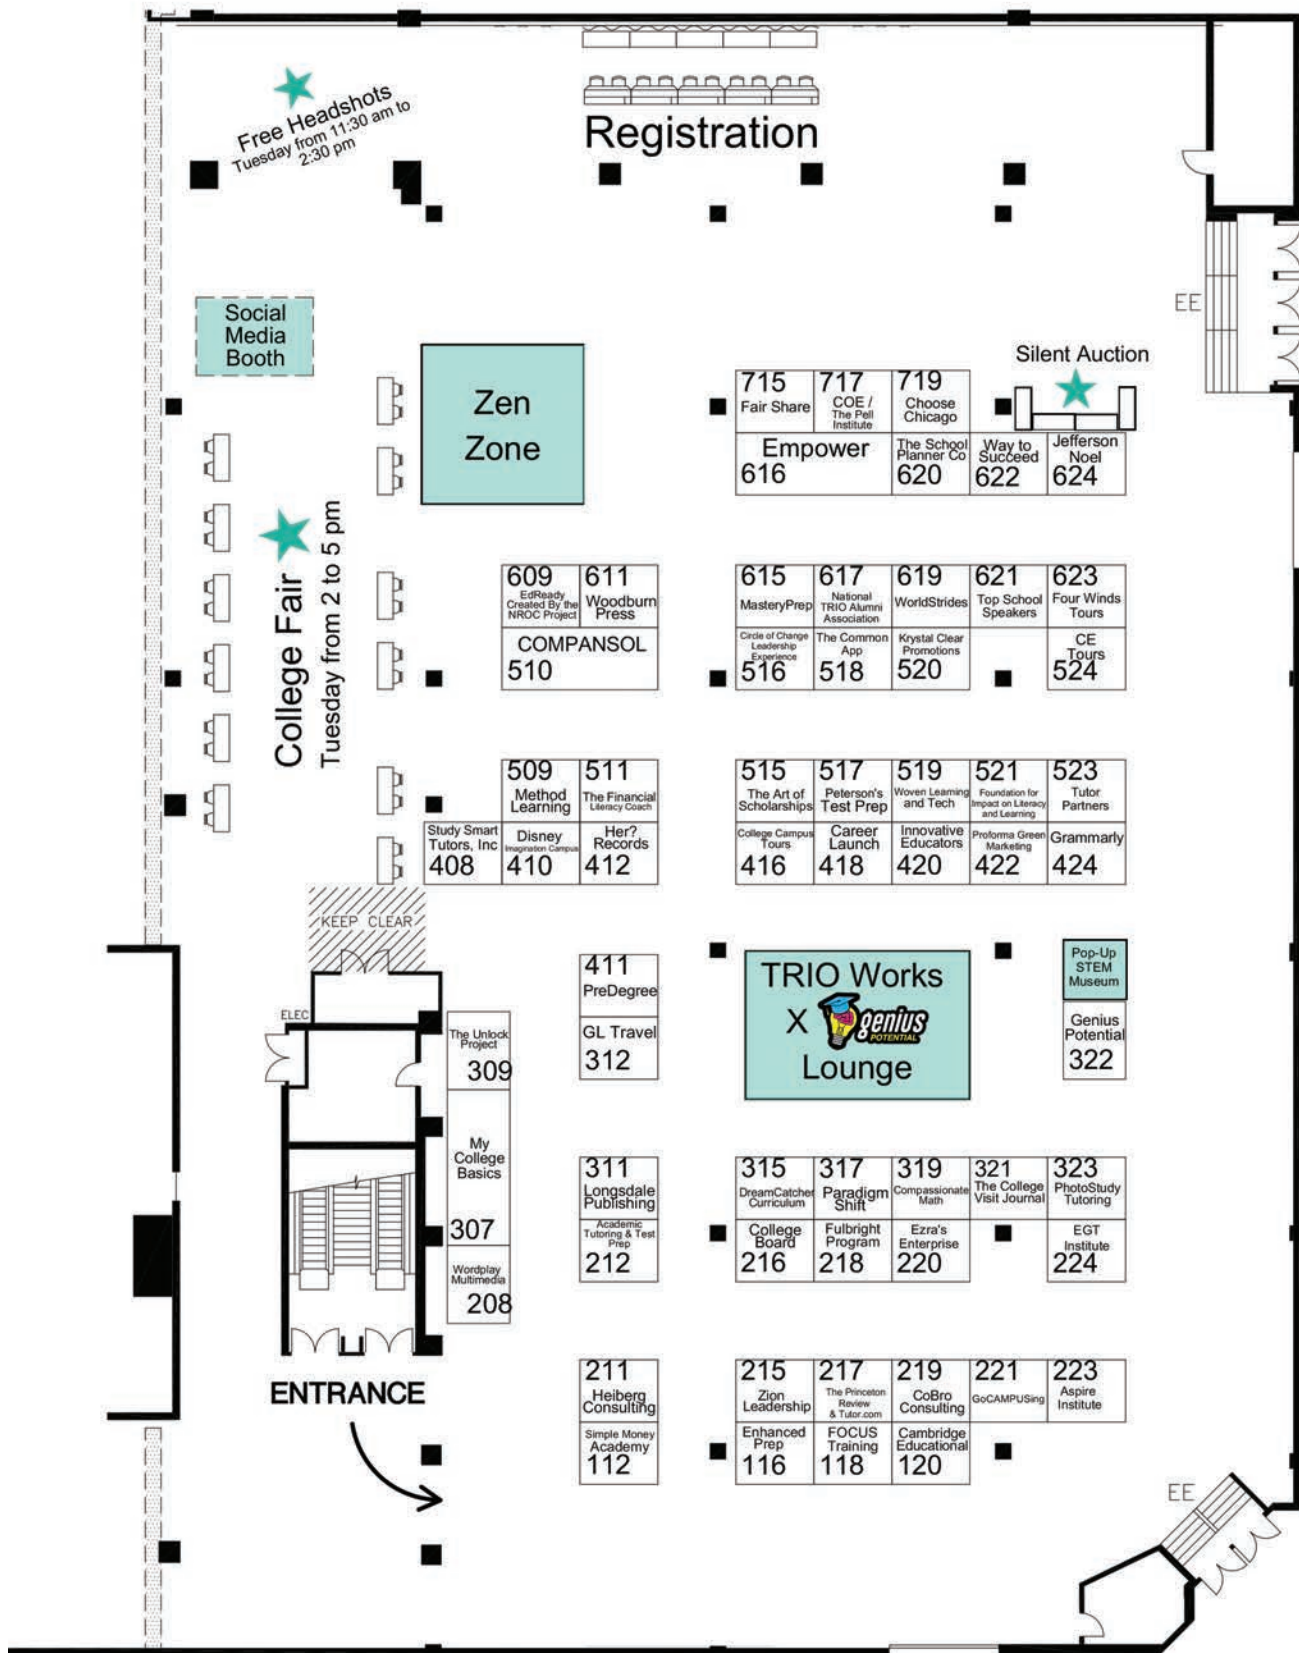 Free Headshots
Tuesday from 11:30 am to
2:30 pm
Registration
Social
Media
Booth
EE
Zen
Zone
Silent Auction
College Fair
Tuesday from 2 to 5 pm
715
Fair Share
717
COE /
The Pell
Institute
719
Choose
Chicago
Empower
616
The School
Planner Co
620
Way to
Succeed
622
Jefferson
Noel
624
609
EdReady
Created By the
NROC Project
611
Woodburn
Press
COMPANSOL
510
615
MasteryPrep
617
National
TRIO Alumni
Association
619
WorldStrides
621
Top School
Speakers
623
Four Winds
Tours
Circle of Change
Leadership
Experience
516
The Common
App
518
Krystal Clear
Promotions
520
CE
Tours
524
509
Method
Learning
511
The Financial
Literacy Coach
Study Smart
Tutors, Inc
408
Disney
Imagination Campus
410
Her?
Records
412
515
The Art of
Scholarships
517
Peterson's
Test Prep
519
Woven Learning
and Tech
521
Foundation for
Impact on Literacy
and Learning
523
Tutor
Partners
College Campus
Tours
416
Career
Launch
418
Innovative
Educators
420
Proforma Green
Marketing
422
Grammarly
424
KEEP CLEAR
ELEC
The Unlock
Project
309
My
College
Basics
307
Wordplay
Multimedia
208
411
PreDegree
GL Travel
312
TRIO Works
X genius
POTENTIAL
Lounge
Pop-Up
STEM
Museum
Genius
Potential
322
311
Longsdale
Publishing
Academic
Tutoring & Test
Prep
212
315
DreamCatcher
Curriculum
317
Paradigm
Shift
319
Compassionate
Math
321
The College
Visit Journal
323
PhotoStudy
Tutoring
College
Board
216
Fulbright
Program
218
Ezra's
Enterprise
220
EGT
Institute
224
ENTRANCE
211
Heiberg
Consulting
Simple Money
Academy
112
215
Zion
Leadership
217
The Princeton
Review
& Tutor.com
219
CoBro
Consulting
221
GoCAMPUSing
223
Aspire
Institute
Enhanced
Prep
116
FOCUS
Training
118
Cambridge
Educational
120
EE